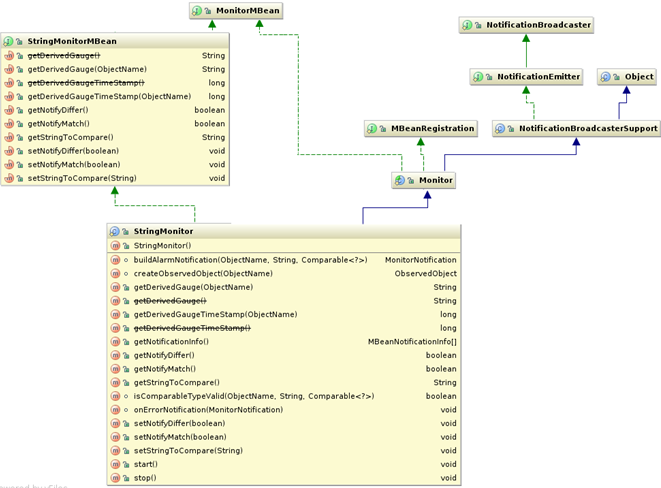 MonitorMBean
NotificationBroadcaster
StringMonitorMBean
getDerivedGauge() String
getDerivedGauge(ObjectName) String
getDerivedGaugeTimeStamp() long
getDerivedGaugeTimeStamp(ObjectName) long
getNotifyDiffer() boolean
getNotifyMatch() boolean
getStringToCompare() String
setNotifyDiffer(boolean) void
setNotifyMatch(boolean) void
setStringToCompare(String) void
NotificationEmitter
Object
MBeanRegistration
NotificationBroadcasterSupport
Monitor
StringMonitor
StringMonitor()
buildAlarmNotification(ObjectName, String, Comparable<?>) MonitorNotification
createObservedObject(ObjectName) ObservedObject
getDerivedGauge(ObjectName) String
getDerivedGauge() String
getDerivedGaugeTimeStamp(ObjectName) long
getDerivedGaugeTimeStamp() long
getNotificationInfo() MBeanNotificationInfo[]
getNotifyDiffer() boolean
getNotifyMatch() boolean
getStringToCompare() String
isComparableTypeValid(ObjectName, String, Comparable<?>) boolean
onErrorNotification(MonitorNotification) void
setNotifyDiffer(boolean) void
setNotifyMatch(boolean) void
setStringToCompare(String) void
start() void
stop() void